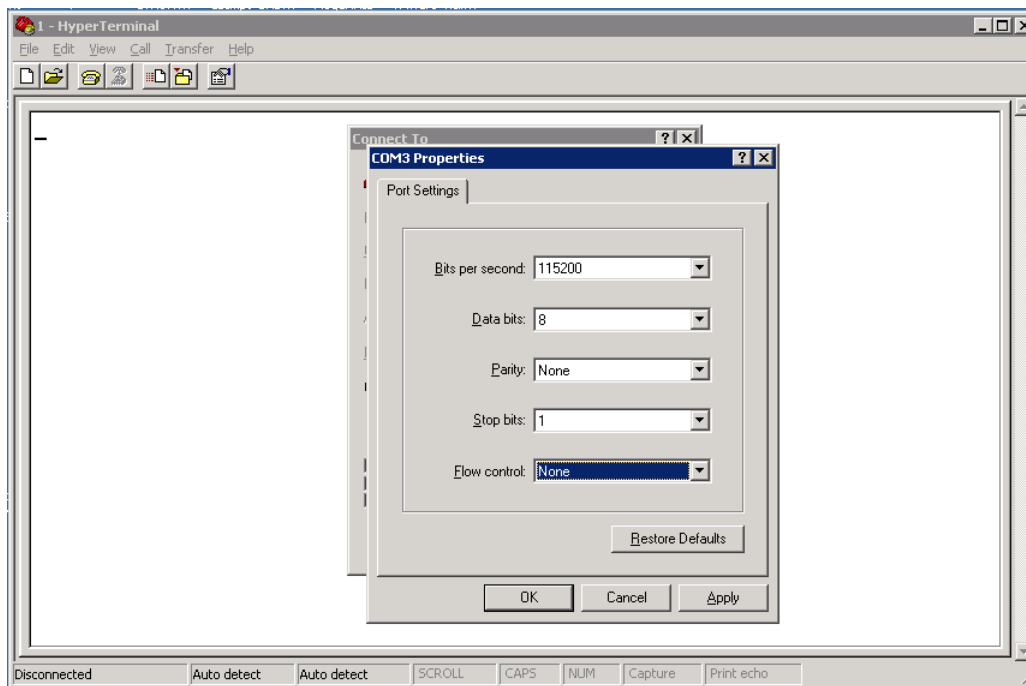 1 - HyperTerminal
File Edit View Call Transfer Help
Connect To
COM3 Properties
Port Settings
Bits per second: 115200
Data bits: 8
Parity: None
Stop bits: 1
Flow control: None
Restore Defaults
OK Cancel Apply
Disconnected Auto detect Auto detect SCROLL CAPS NUM Capture Print echo